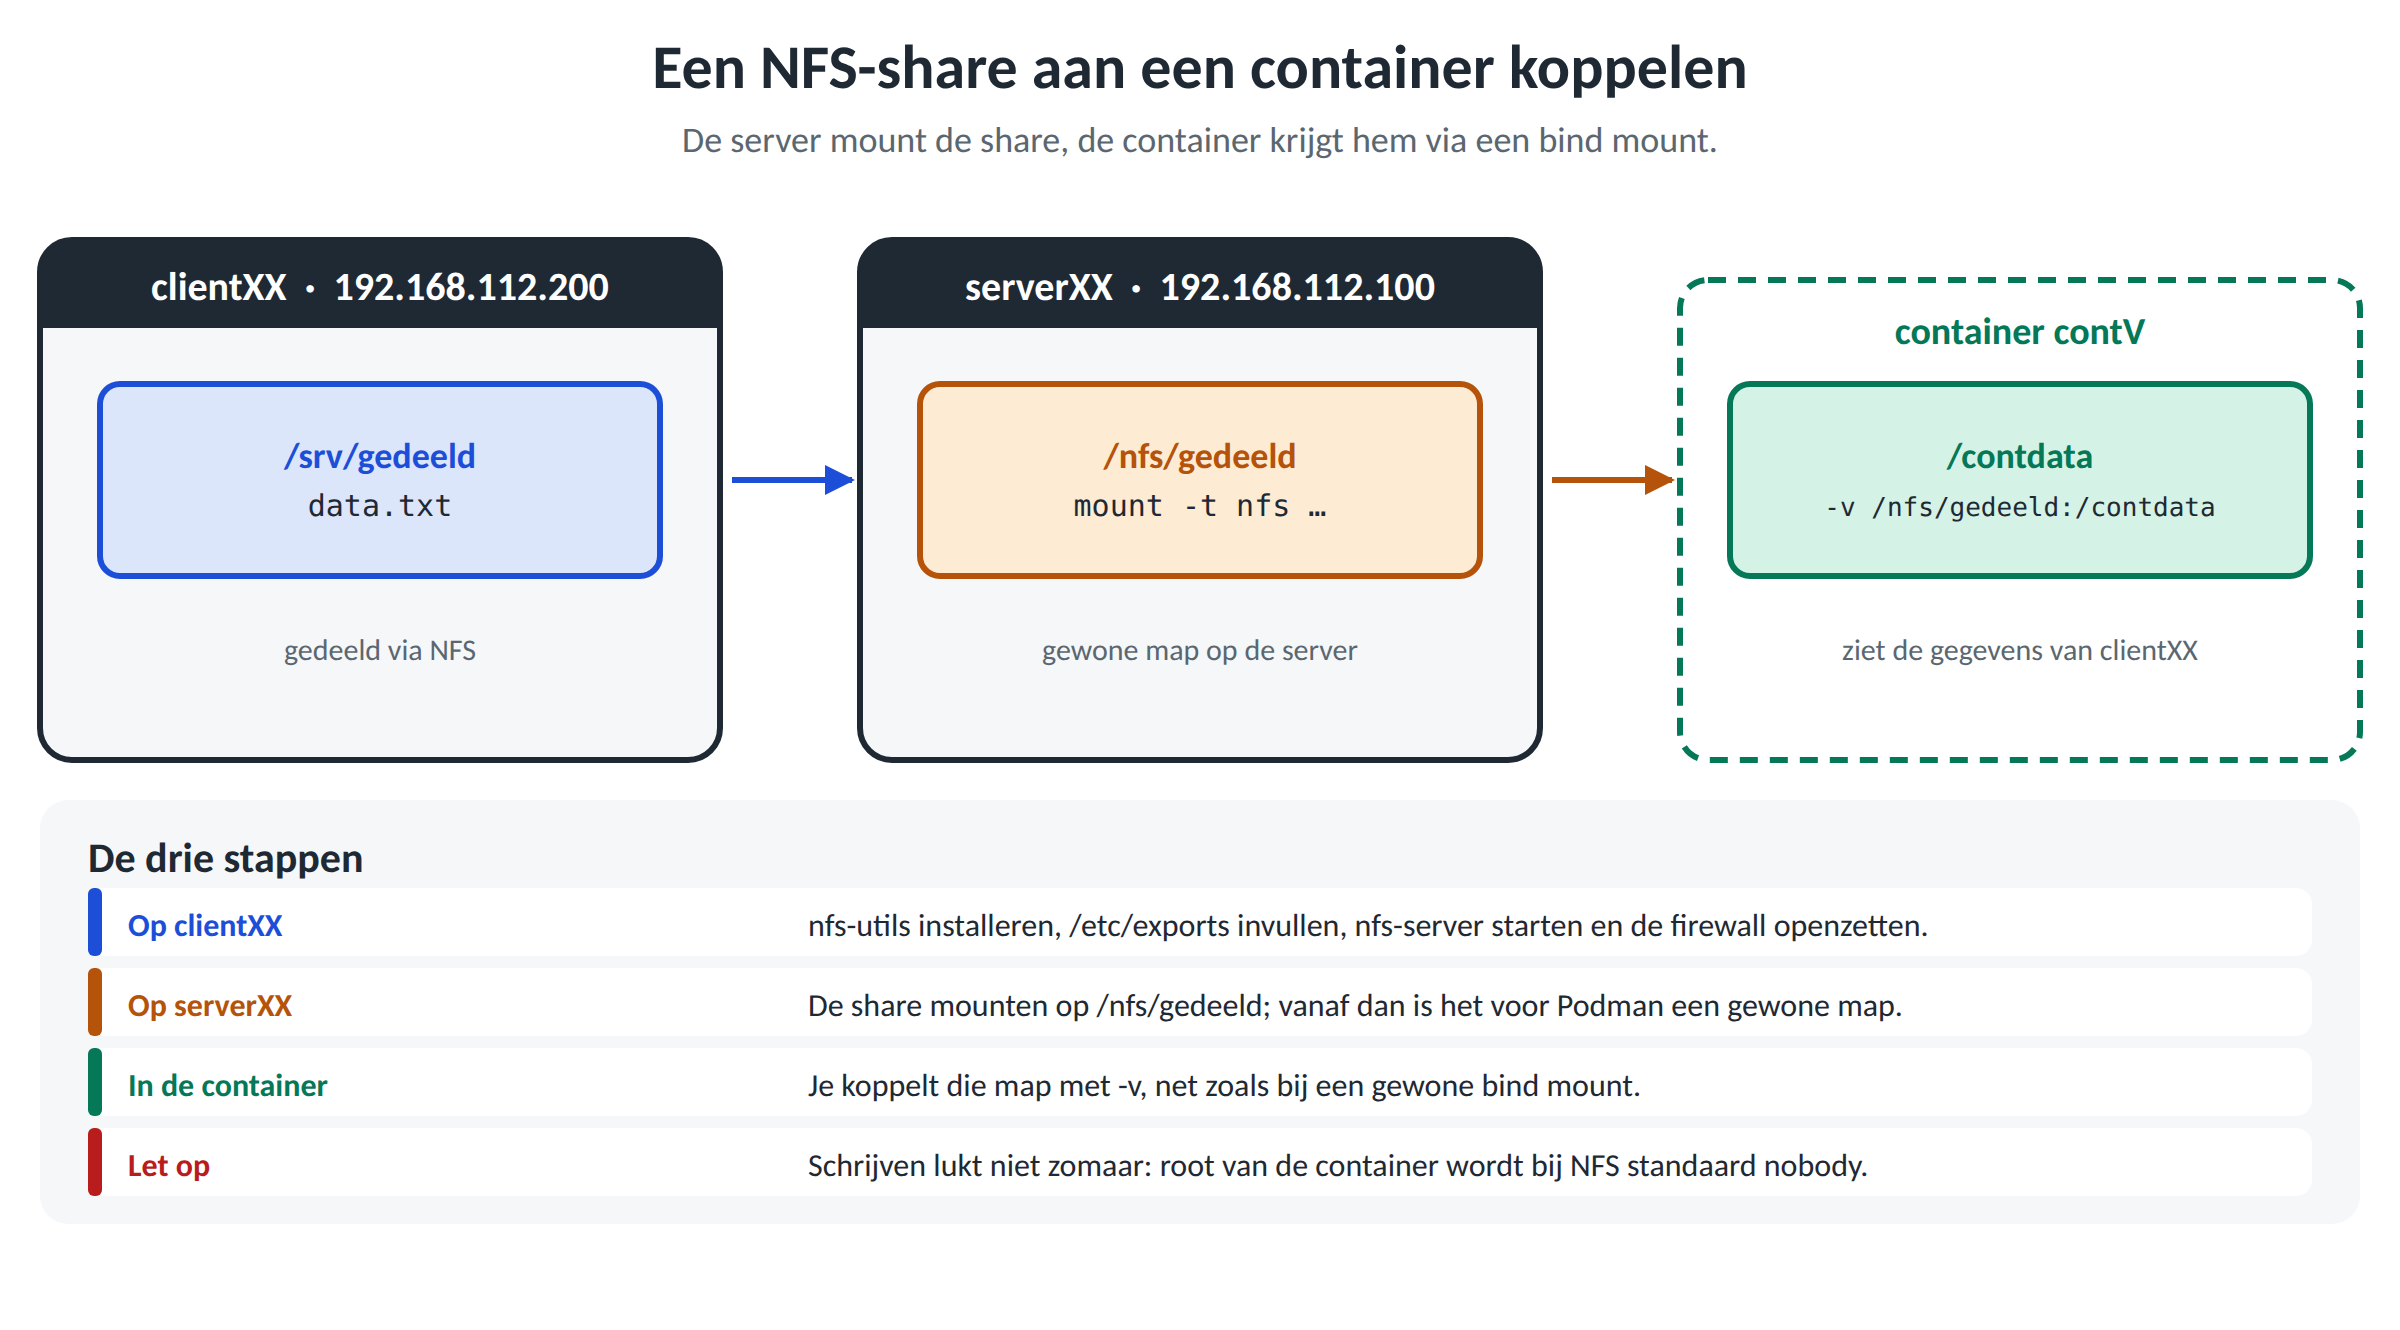 Een NFS-share aan een container koppelen
De server mount de share, de container krijgt hem via een bind mount.
clientXX · 192.168.112.200
/srv/gedeeld
data.txt
gedeeld via NFS
serverXX · 192.168.112.100
/nfs/gedeeld
mount -t nfs …
gewone map op de server
container contV
/contdata
-v /nfs/gedeeld:/contdata
ziet de gegevens van clientXX
De drie stappen
Op clientXX nfs-utils installeren, /etc/exports invullen, nfs-server starten en de firewall openzetten.
Op serverXX De share mounten op /nfs/gedeeld; vanaf dan is het voor Podman een gewone map.
In de container Je koppelt die map met -v, net zoals bij een gewone bind mount.
Let op Schrijven lukt niet zomaar: root van de container wordt bij NFS standaard nobody.